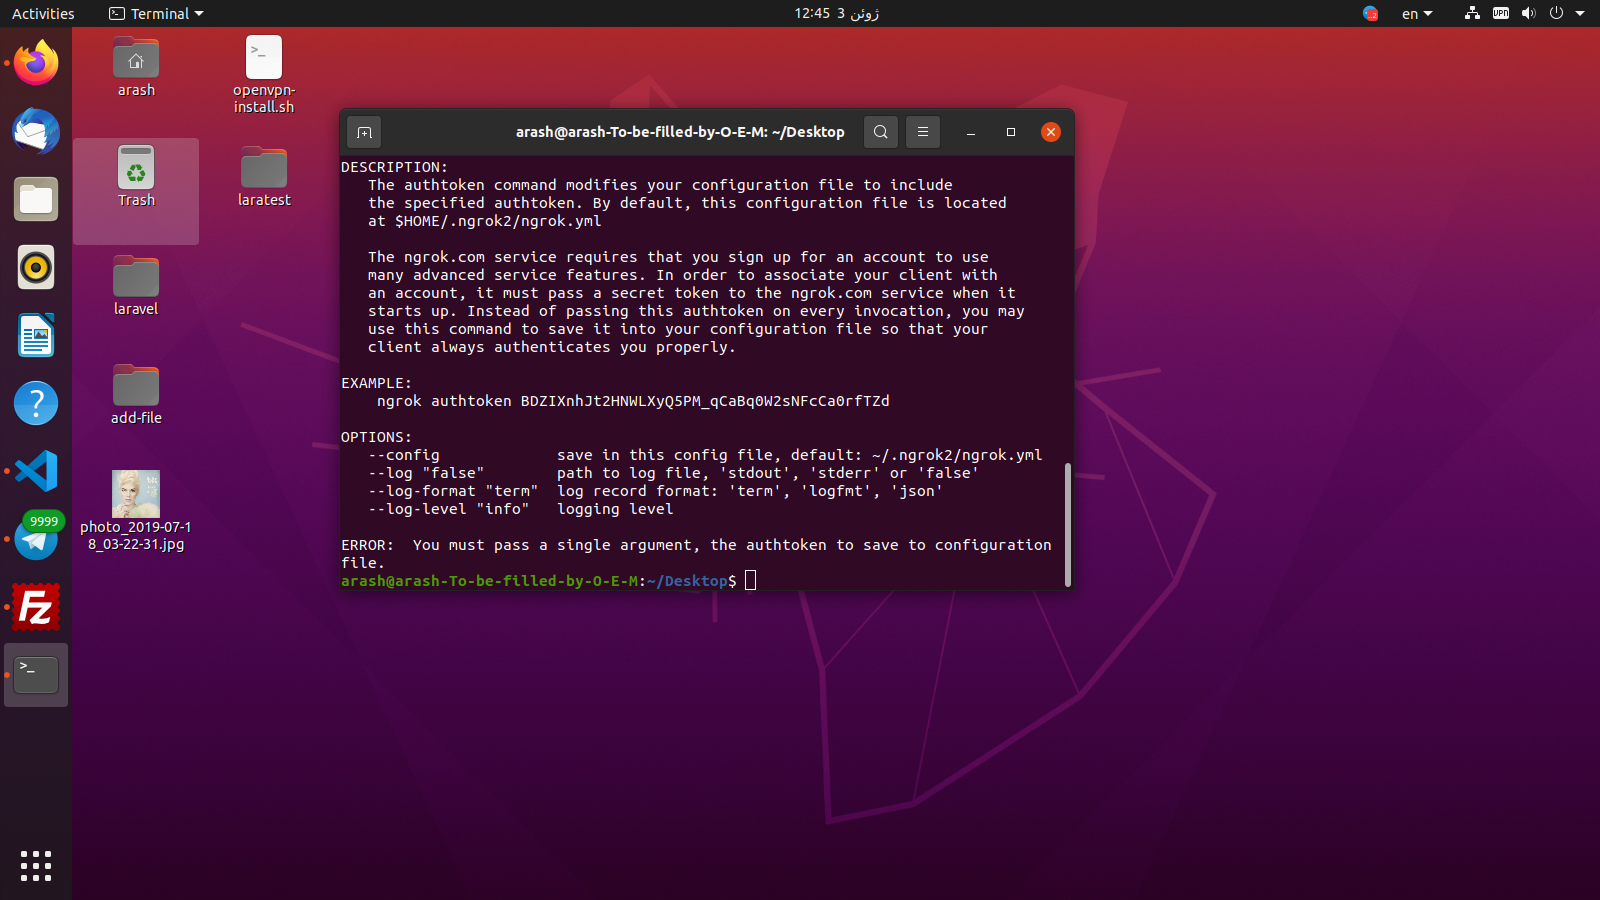 Activities
Terminal
12:45 3 ژوئن
en
VPN
arash
openvpn-
install.sh
Trash
laratest
laravel
add-file
photo_2019-07-1
8_03-22-31.jpg
9999
arash@arash-To-be-filled-by-O-E-M: ~/Desktop
DESCRIPTION:
The authtoken command modifies your configuration file to include
the specified authtoken. By default, this configuration file is located
at $HOME/.ngrok2/ngrok.yml
The ngrok.com service requires that you sign up for an account to use
many advanced service features. In order to associate your client with
an account, it must pass a secret token to the ngrok.com service when it
starts up. Instead of passing this authtoken on every invocation, you may
use this command to save it into your configuration file so that your
client always authenticates you properly.
EXAMPLE:
ngrok authtoken BDZIXnhJt2HNWLXyQ5PM_qCaBq0W2sNFcCa0rfTZd
OPTIONS:
--config save in this config file, default: ~/.ngrok2/ngrok.yml
--log "false" path to log file, 'stdout', 'stderr' or 'false'
--log-format "term" log record format: 'term', 'logfmt', 'json'
--log-level "info" logging level
ERROR: You must pass a single argument, the authtoken to save to configuration
file.
arash@arash-To-be-filled-by-O-E-M:~/Desktop$